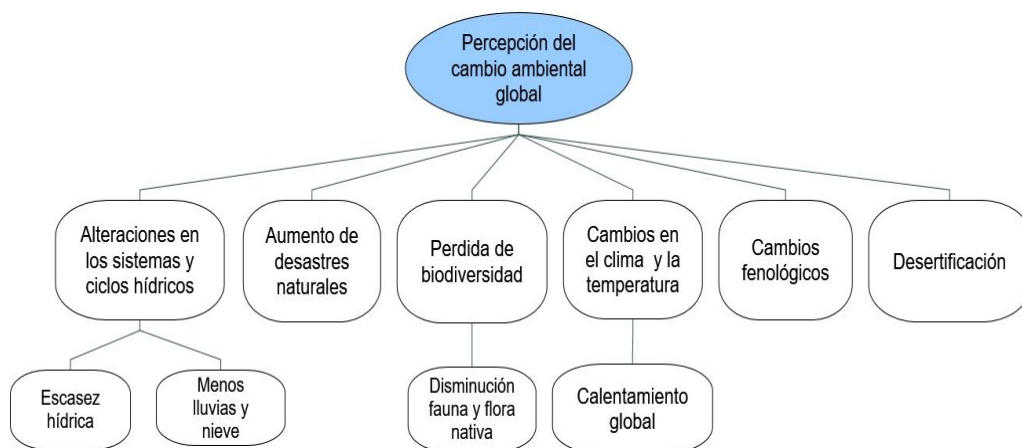 Percepción del
cambio ambiental
global
Alteraciones en
los sistemas y
ciclos hídricos
Aumento de
desastres
naturales
Perdida de
biodiversidad
Cambios en
el clima y la
temperatura
Cambios
fenológicos
Desertificación
Escasez
hídrica
Menos
lluvias y
nieve
Disminución
fauna y flora
nativa
Calentamiento
global